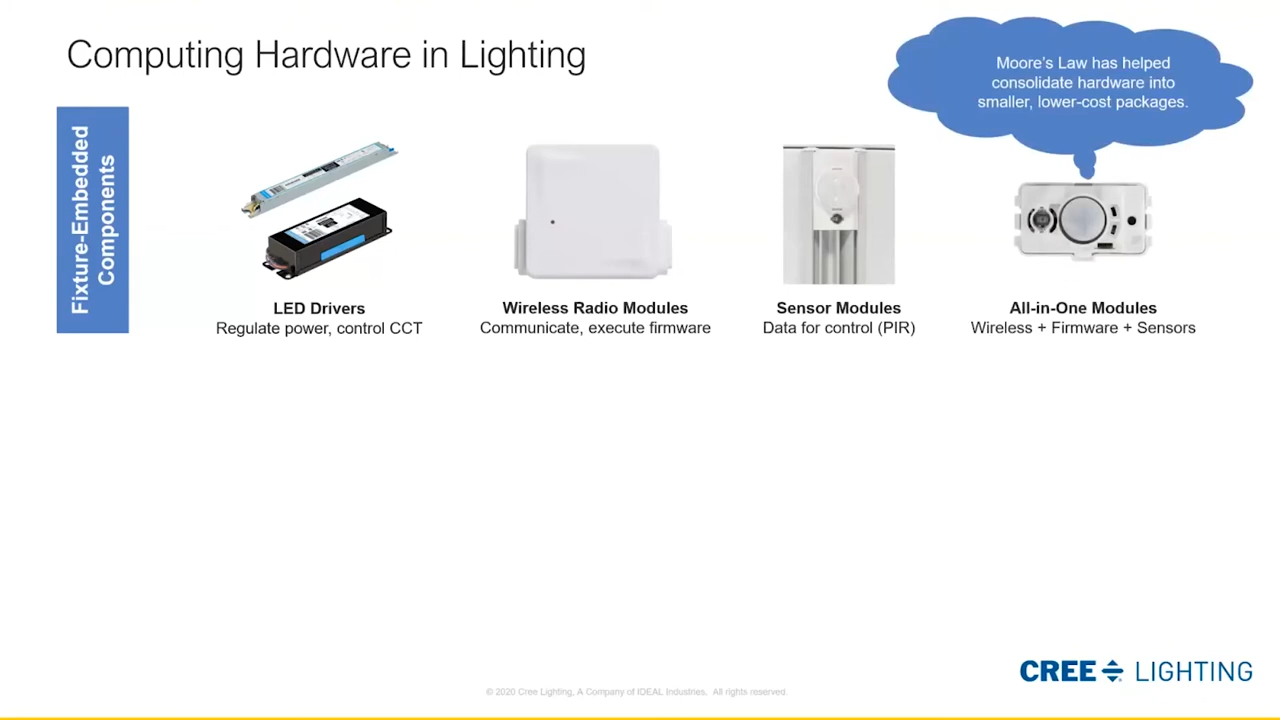 Computing Hardware in Lighting
Moore's Law has helped
consolidate hardware into
smaller, lower-cost packages.
Fixture-Embedded
Components
LED Drivers
Regulate power, control CCT
Wireless Radio Modules
Communicate, execute firmware
Sensor Modules
Data for control (PIR)
All-in-One Modules
Wireless + Firmware + Sensors
© 2020 Cree Lighting, A Company of IDEAL Industries. All rights reserved.
CREE LIGHTING